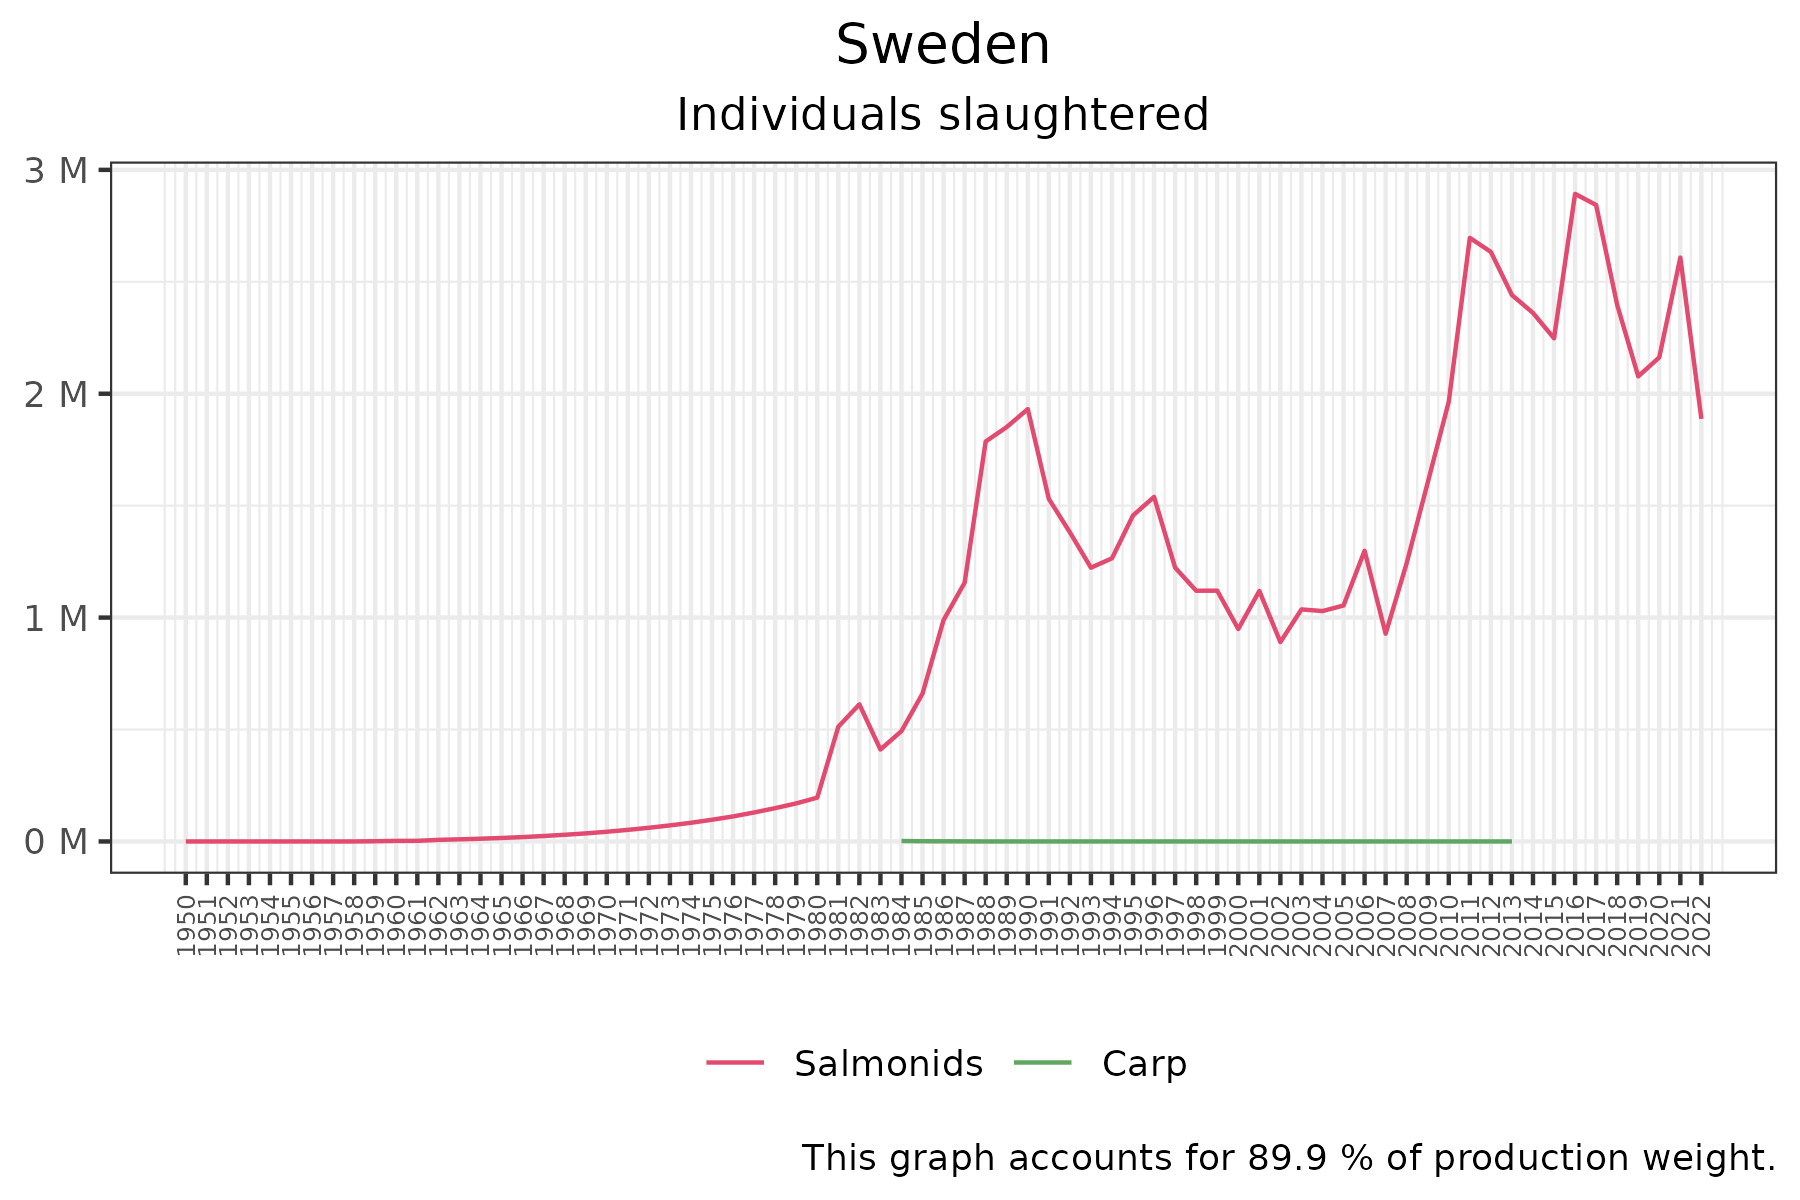 Sweden
Individuals slaughtered
3 M
2 M
1 M
0 M
1950 1951 1952 1953 1954 1955 1956 1957 1958 1959 1960 1961 1962 1963 1964 1965 1966 1967 1968 1969 1970 1971 1972 1973 1974 1975 1976 1977 1978 1979 1980 1981 1982 1983 1984 1985 1986 1987 1988 1989 1990 1991 1992 1993 1994 1995 1996 1997 1998 1999 2000 2001 2002 2003 2004 2005 2006 2007 2008 2009 2010 2011 2012 2013 2014 2015 2016 2017 2018 2019 2020 2021 2022
Salmonids Carp
This graph accounts for 89.9 % of production weight.